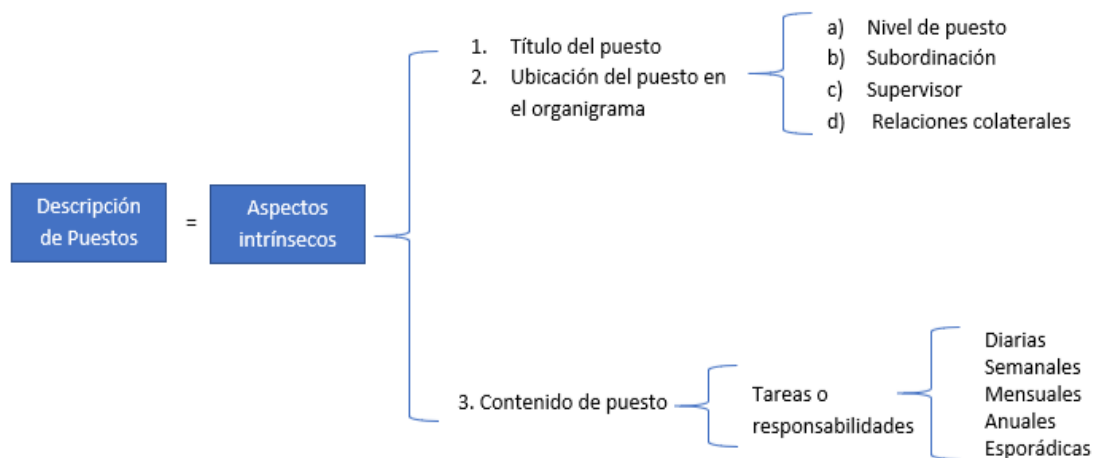 Descripción
de Puestos
=
Aspectos
intrínsecos
1. Título del puesto
2. Ubicación del puesto en
el organigrama
a) Nivel de puesto
b) Subordinación
c) Supervisor
d) Relaciones colaterales
3. Contenido de puesto
Tareas o
responsabilidades
Diarias
Semanales
Mensuales
Anuales
Esporádicas